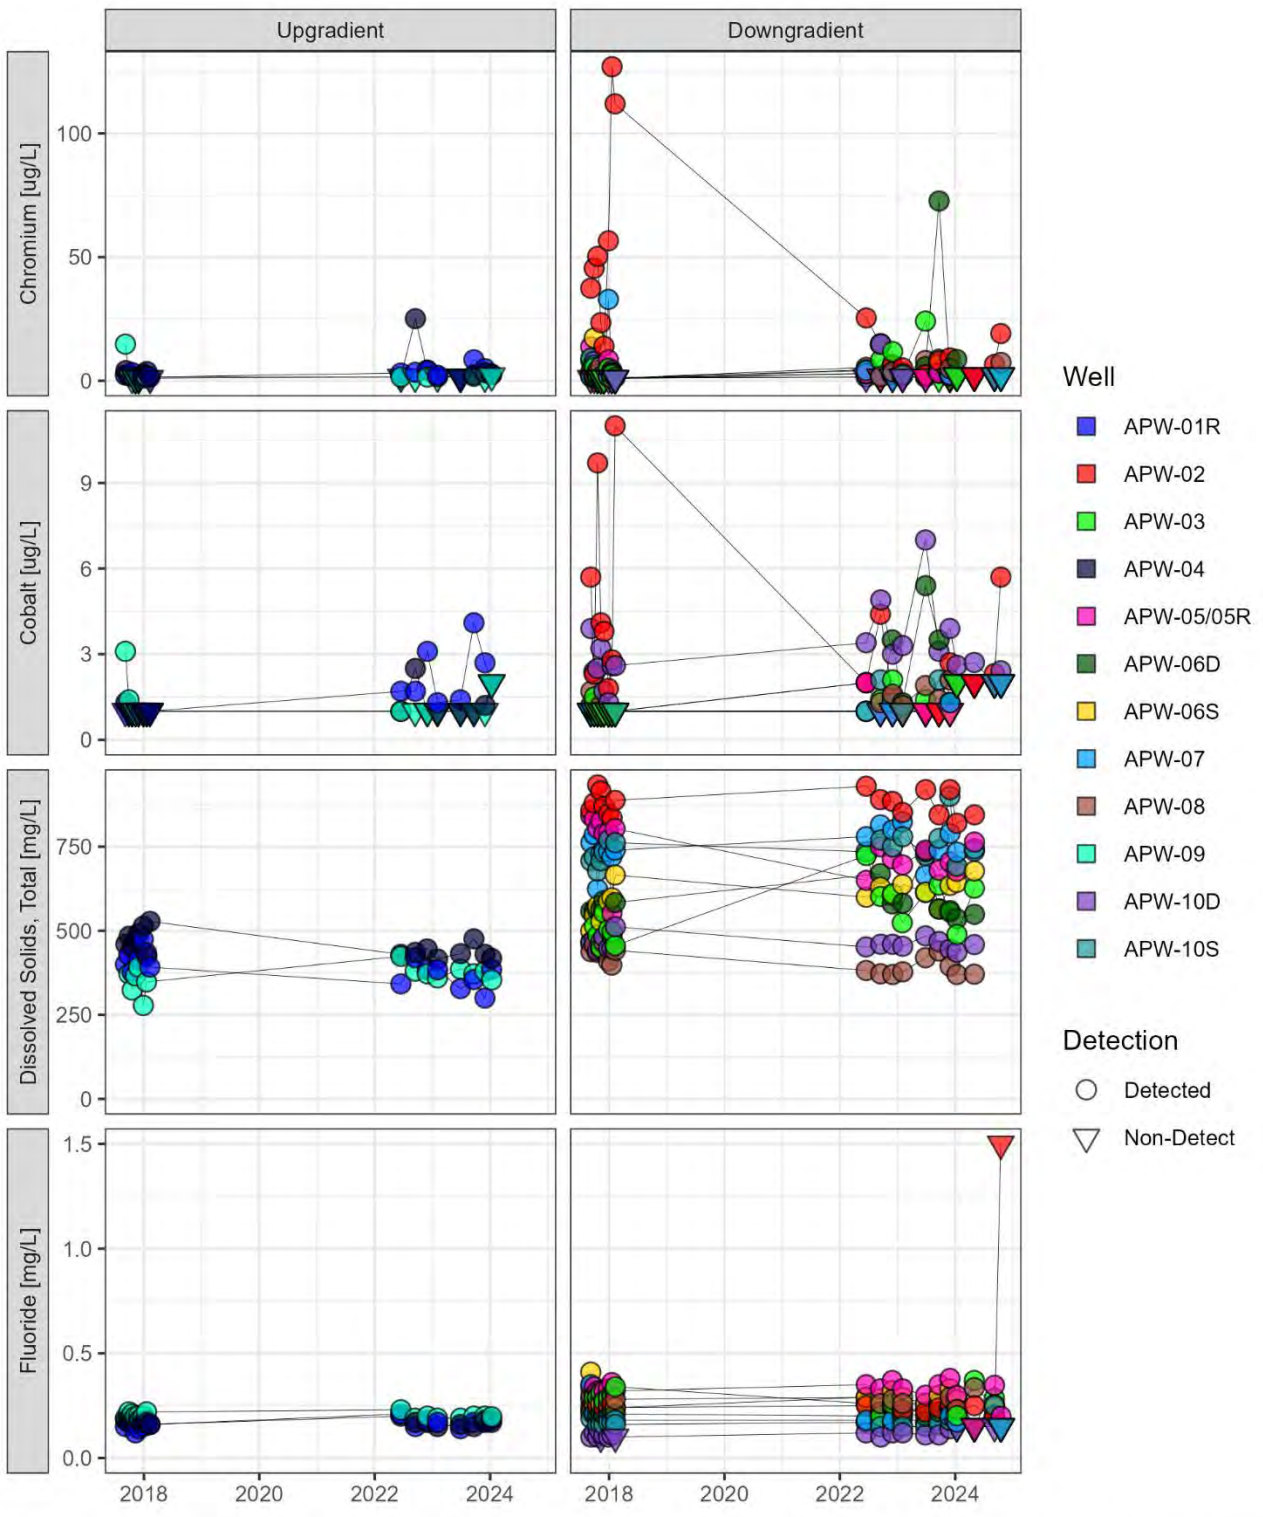 Upgradient
Downgradient
Chromium [ug/L]
100
50
0
Cobalt [ug/L]
9
6
3
0
Dissolved Solids, Total [mg/L]
750
500
250
0
Fluoride [mg/L]
1.5
1.0
0.5
0.0
2018 2020 2022 2024
2018 2020 2022 2024
Well
APW-01R
APW-02
APW-03
APW-04
APW-05/05R
APW-06D
APW-06S
APW-07
APW-08
APW-09
APW-10D
APW-10S
Detection
Detected
Non-Detect